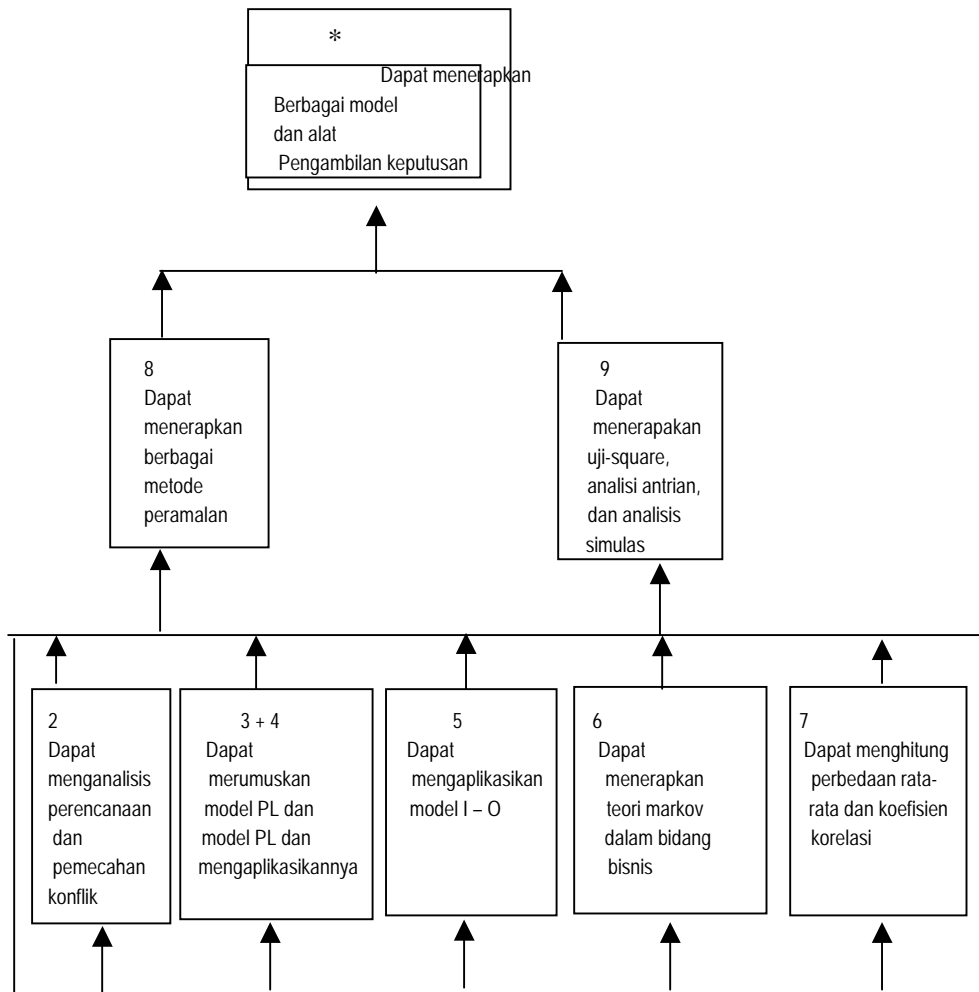 *
Dapat menerapkan
Berbagai model
dan alat
Pengambilan keputusan
8
Dapat
menerapkan
berbagai
metode
peramalan
9
Dapat
menerapakan
uji-square,
analisi antrian,
dan analisis
simulas
2
Dapat
menganalisis
perencanaan
dan
pemecahan
konflik
3 + 4
Dapat
merumuskan
model PL dan
model PL dan
mengaplikasikannya
5
Dapat
mengaplikasikan
model I – O
6
Dapat
menerapkan
teori markov
dalam bidang
bisnis
7
Dapat menghitung
perbedaan rata-
rata dan koefisien
korelasi